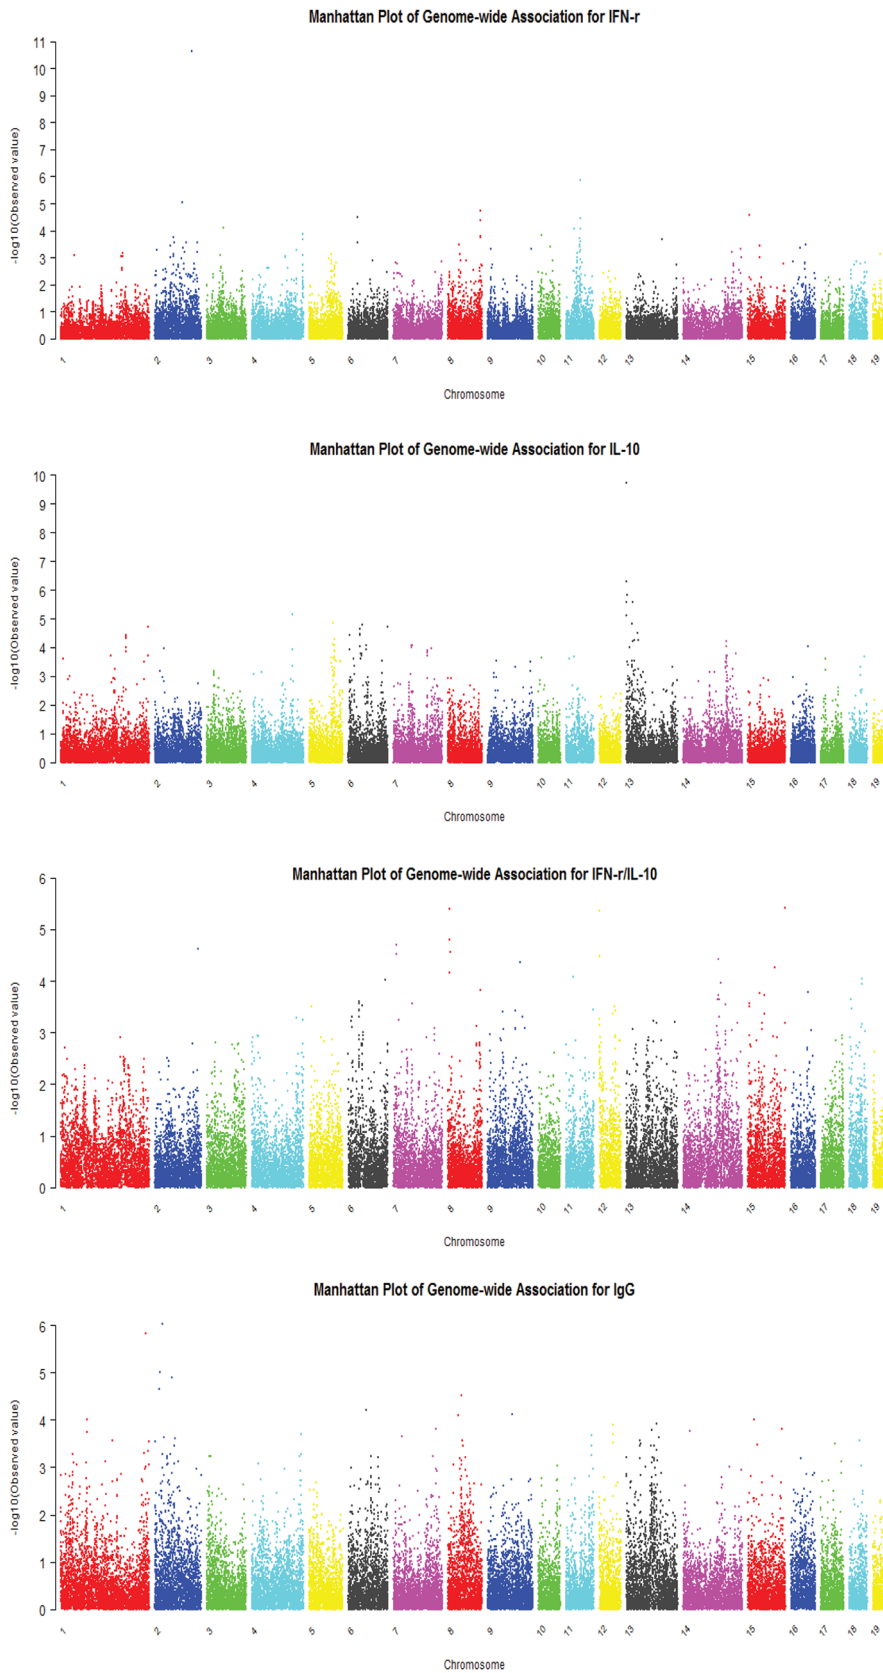 Manhattan Plot of Genome-wide Association for IFN-r
11
10
9
8
7
6
5
4
3
2
1
0
-log10(Observed value)
1 2 3 4 5 6 7 8 9 10 11 12 13 14 15 16 17 18 19
Chromosome
Manhattan Plot of Genome-wide Association for IL-10
10
9
8
7
6
5
4
3
2
1
0
-log10(Observed value)
1 2 3 4 5 6 7 8 9 10 11 12 13 14 15 16 17 18 19
Chromosome
Manhattan Plot of Genome-wide Association for IFN-r/IL-10
6
5
4
3
2
1
0
-log10(Observed value)
1 2 3 4 5 6 7 8 9 10 11 12 13 14 15 16 17 18 19
Chromosome
Manhattan Plot of Genome-wide Association for IgG
6
5
4
3
2
1
0
-log10(Observed value)
1 2 3 4 5 6 7 8 9 10 11 12 13 14 15 16 17 18 19
Chromosome